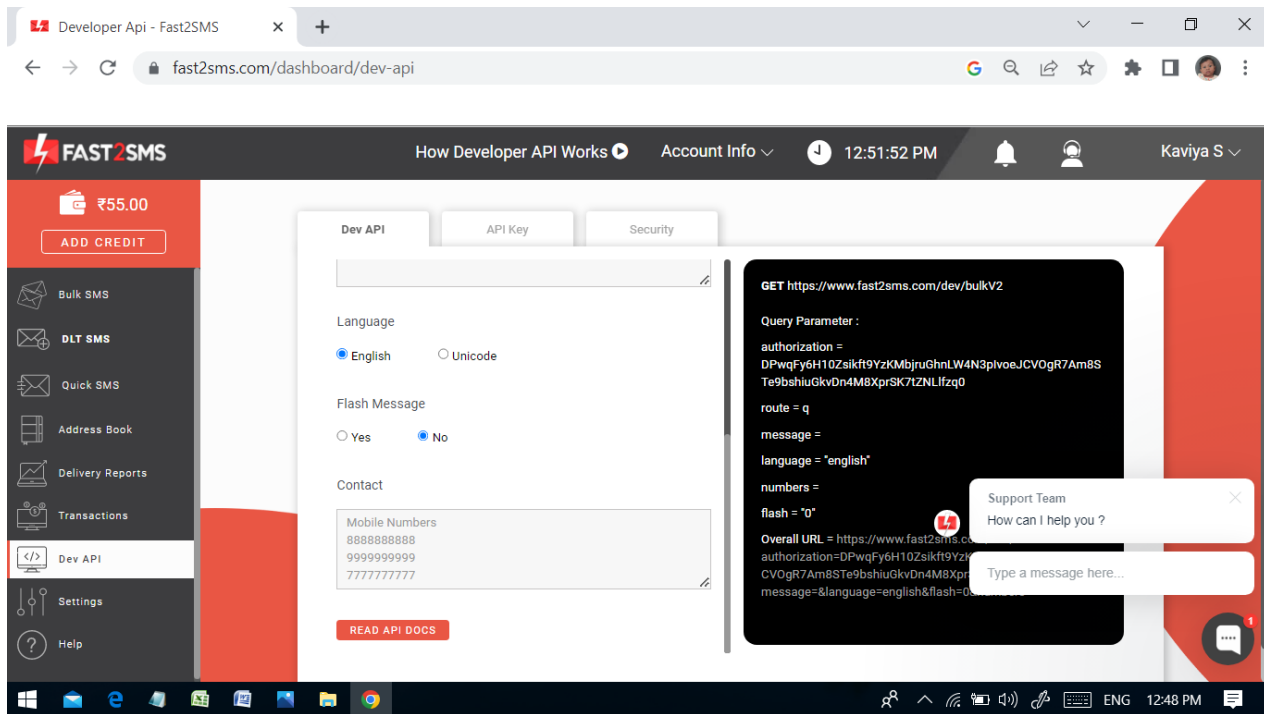 Developer Api - Fast2SMS
fast2sms.com/dashboard/dev-api
FAST2SMS
How Developer API Works
Account Info
12:51:52 PM
Kaviya S
₹55.00
ADD CREDIT
Bulk SMS
DLT SMS
Quick SMS
Address Book
Delivery Reports
Transactions
Dev API
Settings
Help
Dev API
API Key
Security
Language
English
Unicode
Flash Message
Yes
No
Contact
Mobile Numbers
8888888888
9999999999
7777777777
READ API DOCS
GET https://www.fast2sms.com/dev/bulkV2
Query Parameter :
authorization =
DPwqFy6H10Zsikft9YzKMbjruGhnLW4N3pIvoeJCVOgR7Am8S
Te9bshiuGkvDn4M8XprSK7tZNLlfzq0
route = q
message =
language = "english"
numbers =
flash = "0"
Overall URL = https://www.fast2sms.co
authorization=DPwqFy6H10Zsikft9YzK
CVOgR7Am8STe9bshiuGkvDn4M8Xpr
message=&language=english&flash=0&numbers=
Support Team
How can I help you ?
Type a message here...
1
ENG
12:48 PM